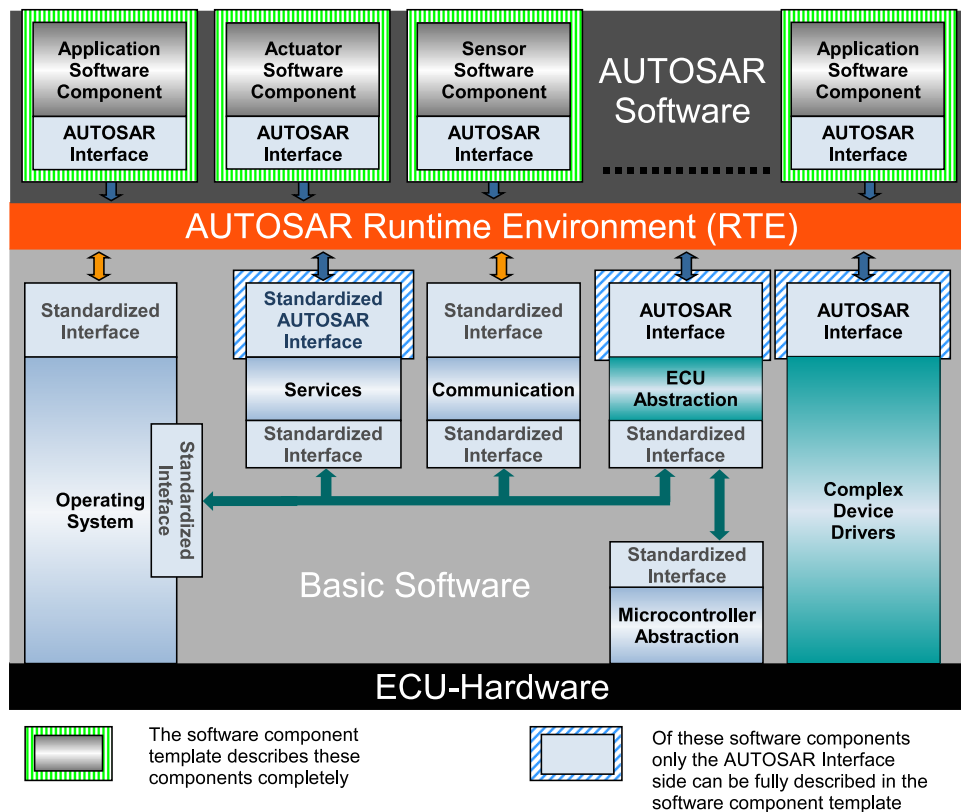 Application
Software
Component
AUTOSAR
Interface
Actuator
Software
Component
AUTOSAR
Interface
Sensor
Software
Component
AUTOSAR
Interface
AUTOSAR
Software
Application
Software
Component
AUTOSAR
Interface
AUTOSAR Runtime Environment (RTE)
Standardized
Interface
Operating
System
Standardized
Inteface
Standardized
AUTOSAR
Interface
Services
Standardized
Interface
Standardized
Interface
Communication
Standardized
Interface
AUTOSAR
Interface
ECU
Abstraction
Standardized
Interface
Standardized
Interface
Microcontroller
Abstraction
AUTOSAR
Interface
Complex
Device
Drivers
Basic Software
ECU-Hardware
The software component
template describes these
components completely
Of these software components
only the AUTOSAR Interface
side can be fully described in the
software component template